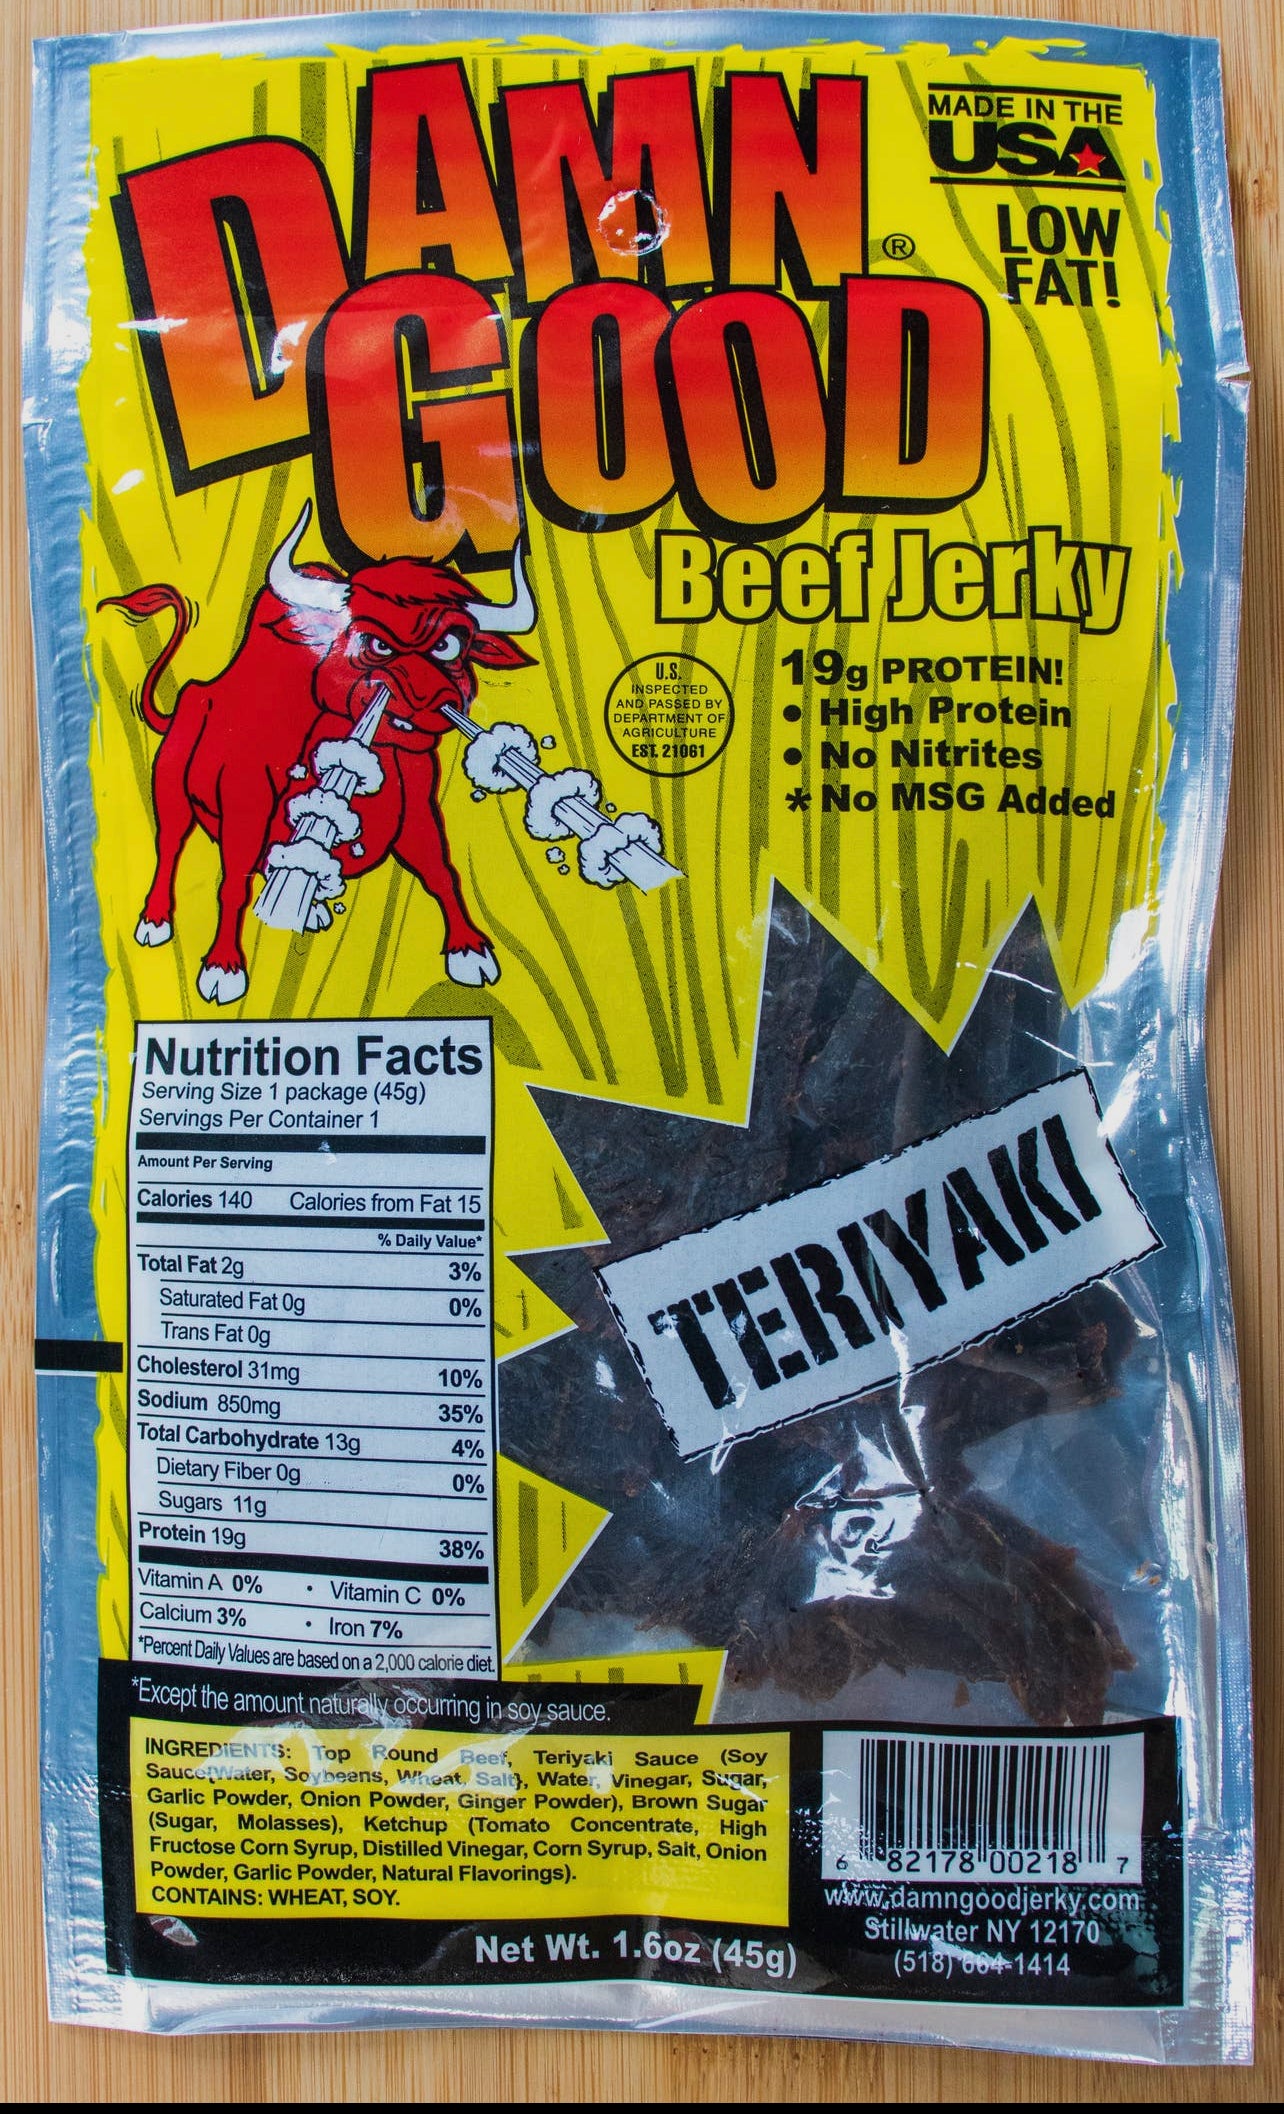 DAMN
GOOD
®
Beef Jerky
MADE IN THE
USA
LOW
FAT!
U.S.
INSPECTED
AND PASSED BY
DEPARTMENT OF
AGRICULTURE
EST. 21061
19g PROTEIN!
• High Protein
• No Nitrites
* No MSG Added
TERIYAKI
Nutrition Facts
Serving Size 1 package (45g)
Servings Per Container 1
Amount Per Serving
Calories 140 Calories from Fat 15
% Daily Value*
Total Fat 2g 3%
Saturated Fat 0g 0%
Trans Fat 0g
Cholesterol 31mg 10%
Sodium 850mg 35%
Total Carbohydrate 13g 4%
Dietary Fiber 0g 0%
Sugars 11g
Protein 19g 38%
Vitamin A 0% • Vitamin C 0%
Calcium 3% • Iron 7%
*Percent Daily Values are based on a 2,000 calorie diet.
*Except the amount naturally occurring in soy sauce.
INGREDIENTS: Top Round Beef, Teriyaki Sauce (Soy
Sauce{Water, Soybeans, Wheat, Salt}, Water, Vinegar, Sugar,
Garlic Powder, Onion Powder, Ginger Powder), Brown Sugar
(Sugar, Molasses), Ketchup (Tomato Concentrate, High
Fructose Corn Syrup, Distilled Vinegar, Corn Syrup, Salt, Onion
Powder, Garlic Powder, Natural Flavorings).
CONTAINS: WHEAT, SOY.
Net Wt. 1.6oz (45g)
6 82178 00218 7
www.damngoodjerky.com
Stillwater NY 12170
(518) 664-1414